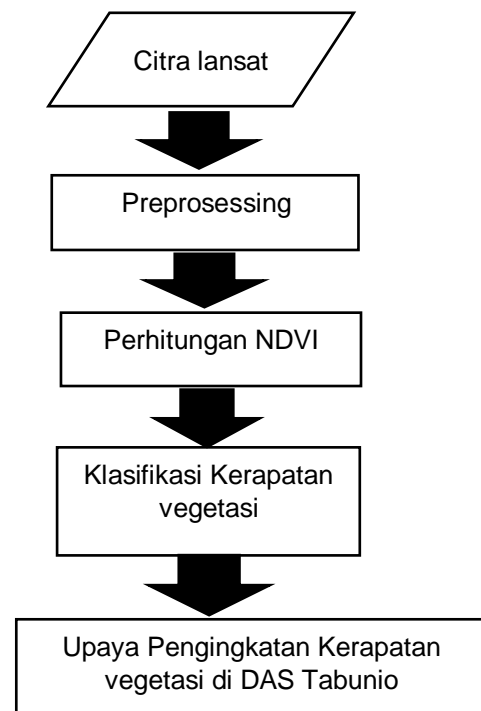 Citra lansat
Preprosessing
Perhitungan NDVI
Klasifikasi Kerapatan
vegetasi
Upaya Pengingkatan Kerapatan
vegetasi di DAS Tabunio